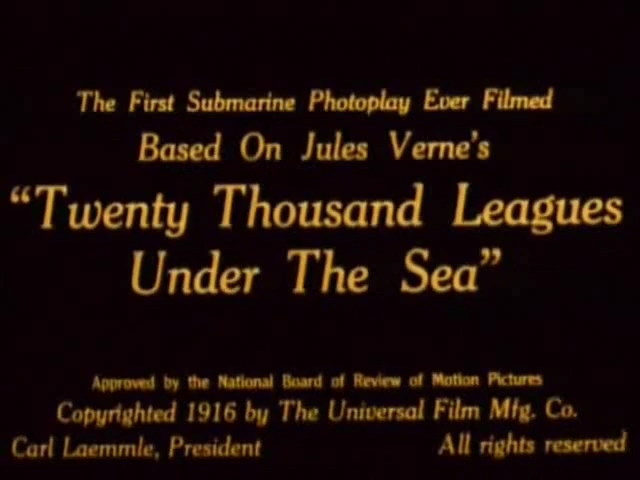 The First Submarine Photoplay Ever Filmed
Based On Jules Verne's
"Twenty Thousand Leagues
Under The Sea"
Approved by the National Board of Review of Motion Pictures
Copyrighted 1916 by The Universal Film Mfg. Co.
Carl Laemmle, President All rights reserved